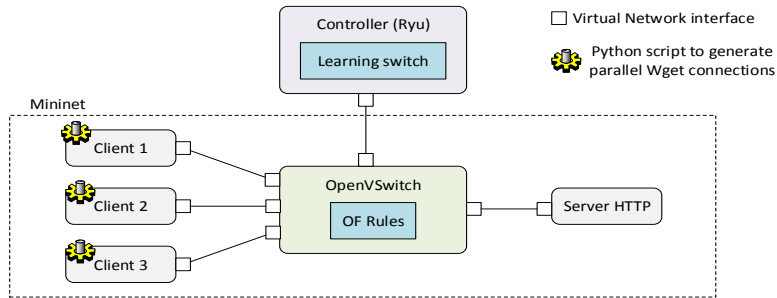 Controller (Ryu)
Learning switch
Virtual Network interface
Python script to generate
parallel Wget connections
Mininet
Client 1
Client 2
Client 3
OpenVSwitch
OF Rules
Server HTTP